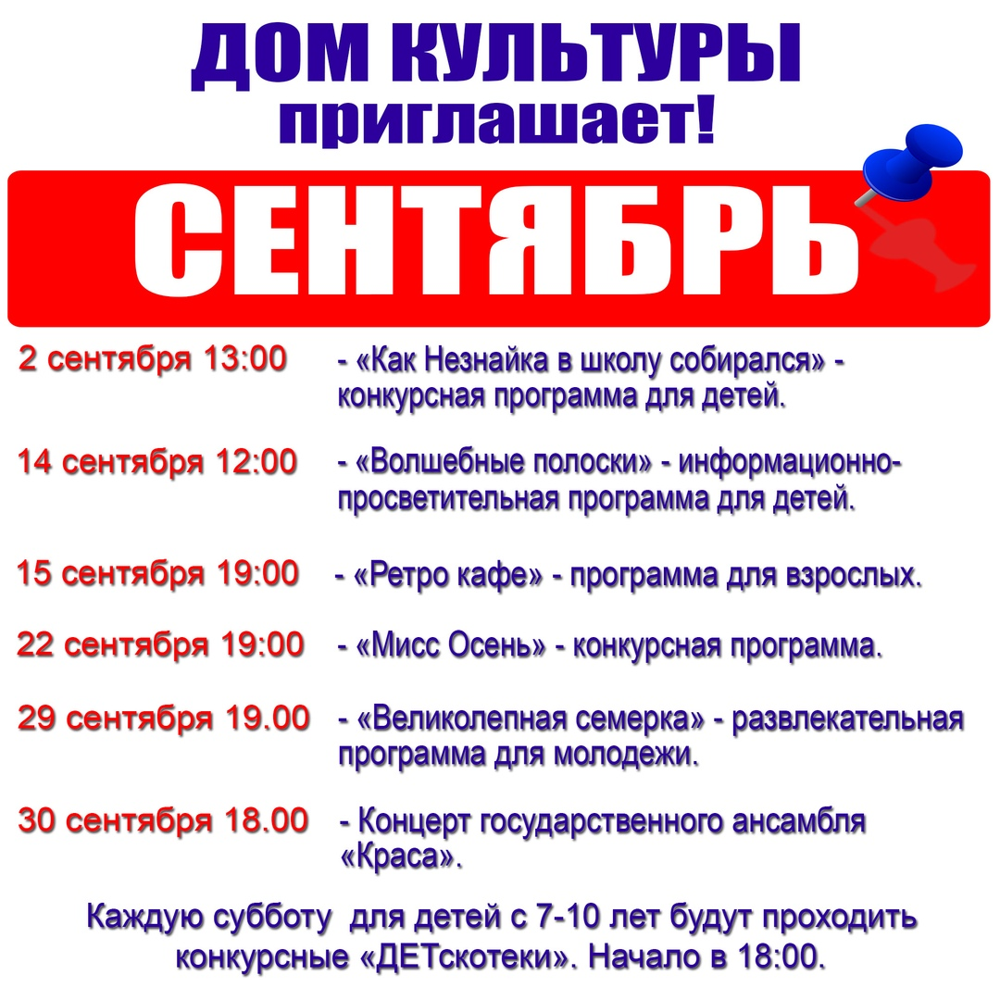 ДОМ КУЛЬТУРЫ
приглашает!
СЕНТЯБРЬ
2 сентября 13:00 - «Как Незнайка в школу собирался» -
конкурсная программа для детей.
14 сентября 12:00 - «Волшебные полоски» - информационно-
просветительная программа для детей.
15 сентября 19:00 - «Ретро кафе» - программа для взрослых.
22 сентября 19:00 - «Мисс Осень» - конкурсная программа.
29 сентября 19.00 - «Великолепная семерка» - развлекательная
программа для молодежи.
30 сентября 18.00 - Концерт государственного ансамбля
«Краса».
Каждую субботу для детей с 7-10 лет будут проходить
конкурсные «ДЕТскотеки». Начало в 18:00.